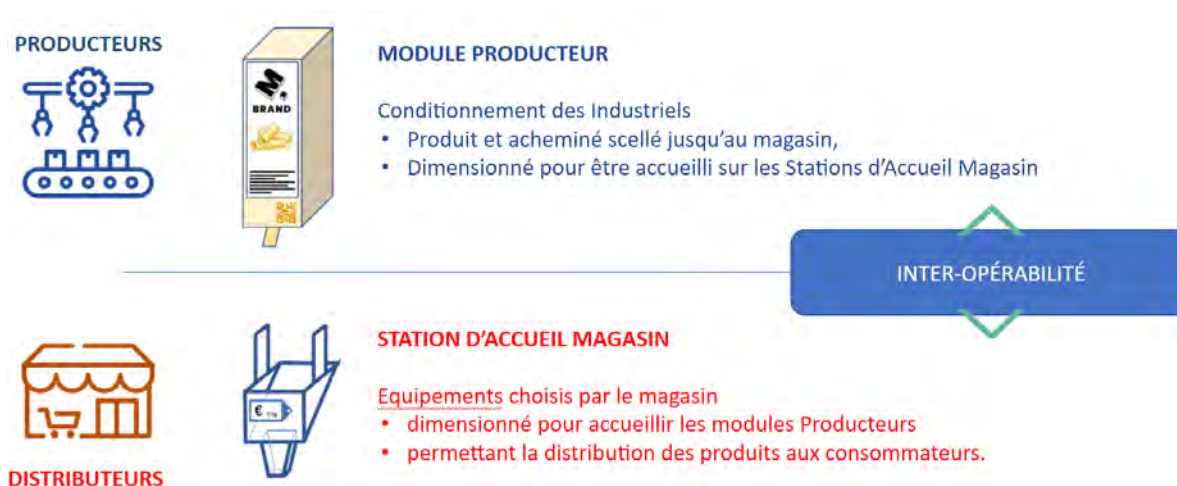 PRODUCTEURS
MODULE PRODUCTEUR
M
BRAND
Conditionnement des Industriels
• Produit et acheminé scellé jusqu'au magasin,
• Dimensionné pour être accueilli sur les Stations d'Accueil Magasin
INTER-OPÉRABILITÉ
STATION D'ACCUEIL MAGASIN
Equipements choisis par le magasin
€
• dimensionné pour accueillir les modules Producteurs
• permettant la distribution des produits aux consommateurs.
DISTRIBUTEURS